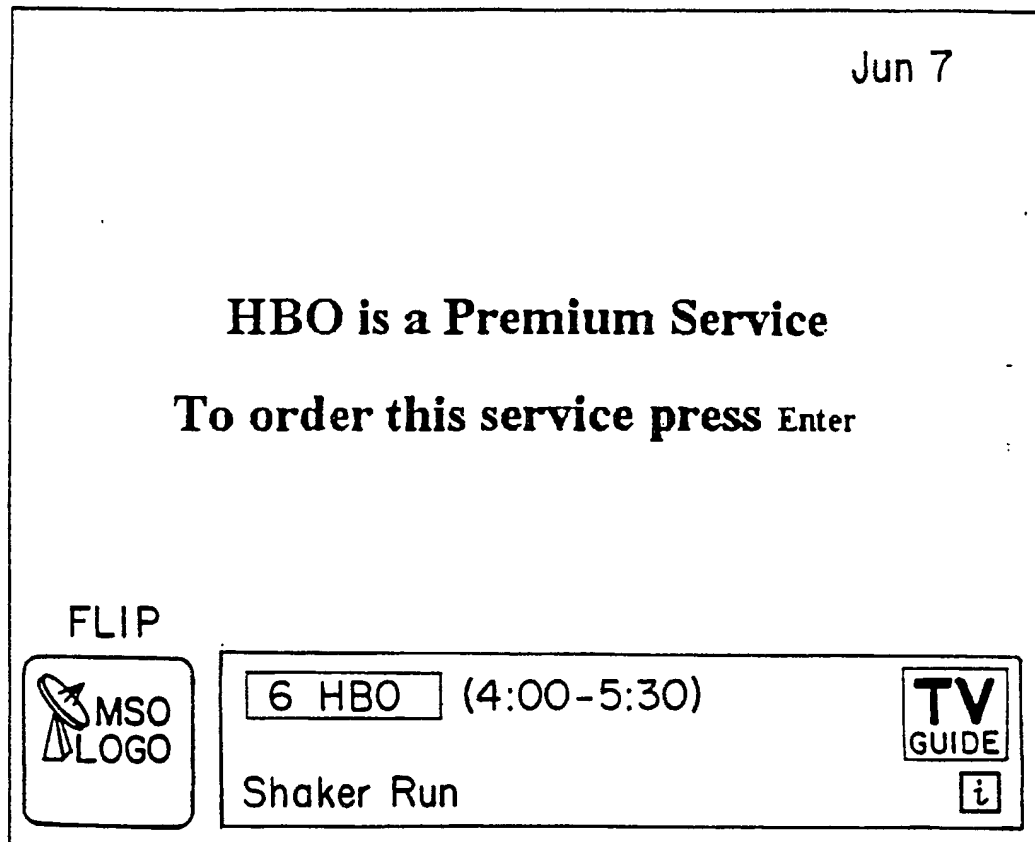 Jun 7
HBO is a Premium Service
To order this service press Enter
FLIP
MSO
LOGO
6 HBO (4:00-5:30)
TV
GUIDE
Shaker Run
i